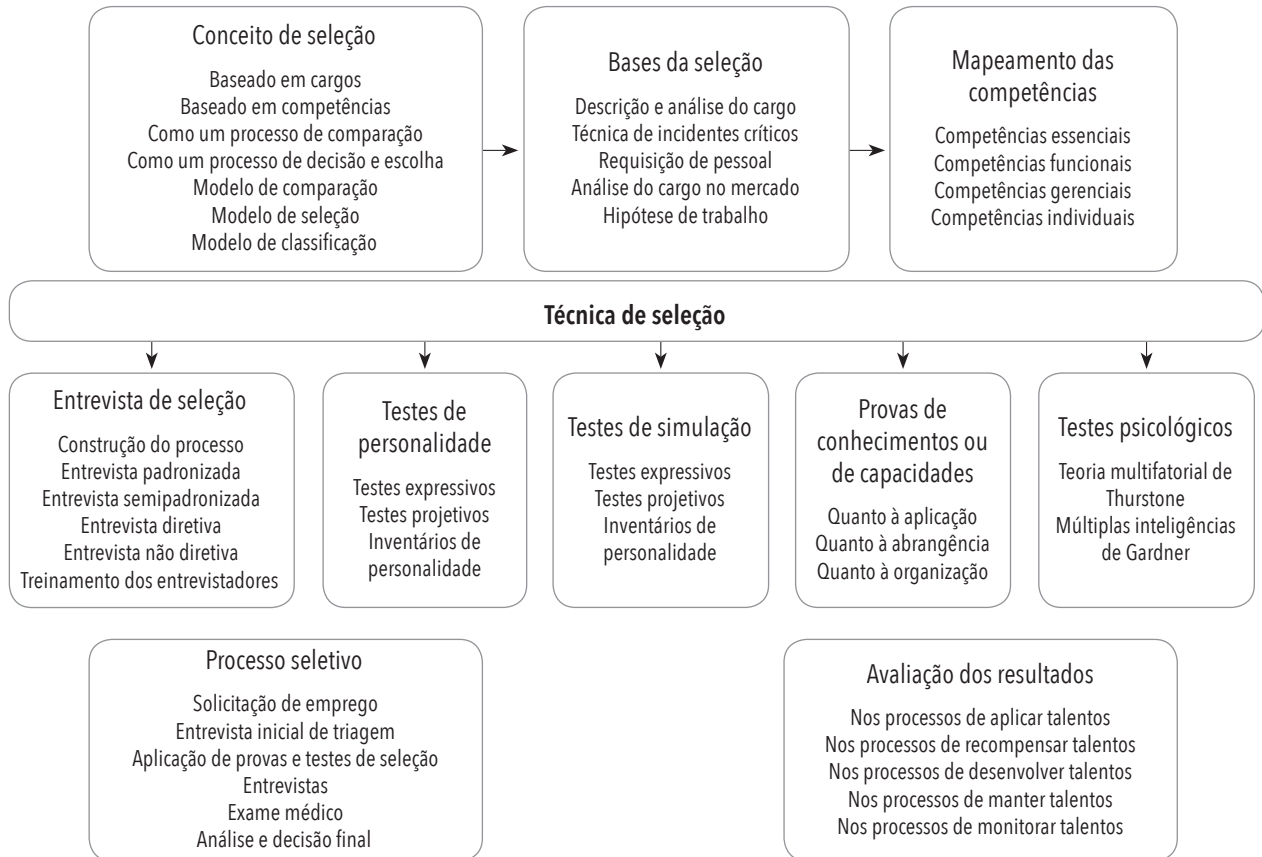 Conceito de seleção
Baseado em cargos
Baseado em competências
Como um processo de comparação
Como um processo de decisão e escolha
Modelo de comparação
Modelo de seleção
Modelo de classificação
Bases da seleção
Descrição e análise do cargo
Técnica de incidentes críticos
Requisição de pessoal
Análise do cargo no mercado
Hipótese de trabalho
Mapeamento das
competências
Competências essenciais
Competências funcionais
Competências gerenciais
Competências individuais
Técnica de seleção
Entrevista de seleção
Construção do processo
Entrevista padronizada
Entrevista semipadronizada
Entrevista diretiva
Entrevista não diretiva
Treinamento dos entrevistadores
Testes de
personalidade
Testes expressivos
Testes projetivos
Inventários de
personalidade
Testes de simulação
Testes expressivos
Testes projetivos
Inventários de
personalidade
Provas de
conhecimentos ou
de capacidades
Quanto à aplicação
Quanto à abrangência
Quanto à organização
Testes psicológicos
Teoria multifatorial de
Thurstone
Múltiplas inteligências
de Gardner
Processo seletivo
Solicitação de emprego
Entrevista inicial de triagem
Aplicação de provas e testes de seleção
Entrevistas
Exame médico
Análise e decisão final
Avaliação dos resultados
Nos processos de aplicar talentos
Nos processos de recompensar talentos
Nos processos de desenvolver talentos
Nos processos de manter talentos
Nos processos de monitorar talentos